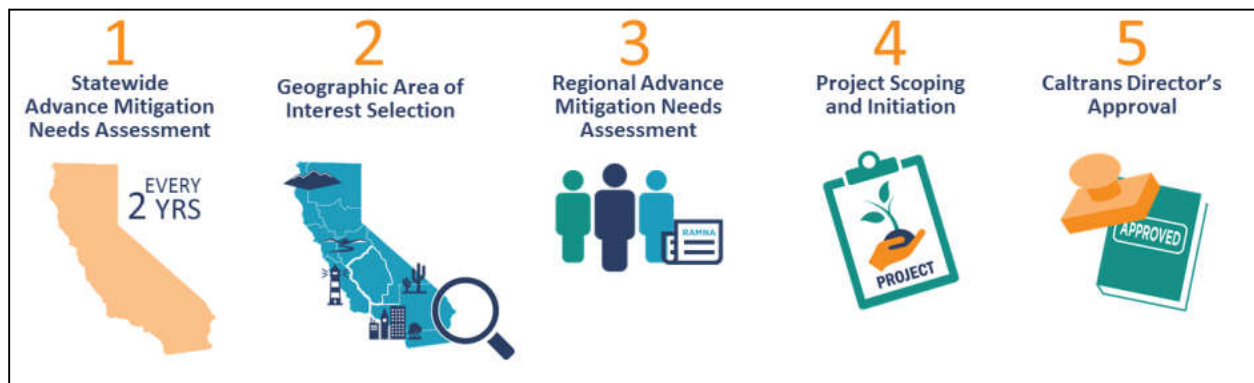 1
Statewide
Advance Mitigation
Needs Assessment
EVERY
2 YRS
2
Geographic Area of
Interest Selection
3
Regional Advance
Mitigation Needs
Assessment
RAMNA
4
Project Scoping
and Initiation
PROJECT
5
Caltrans Director’s
Approval
APPROVED